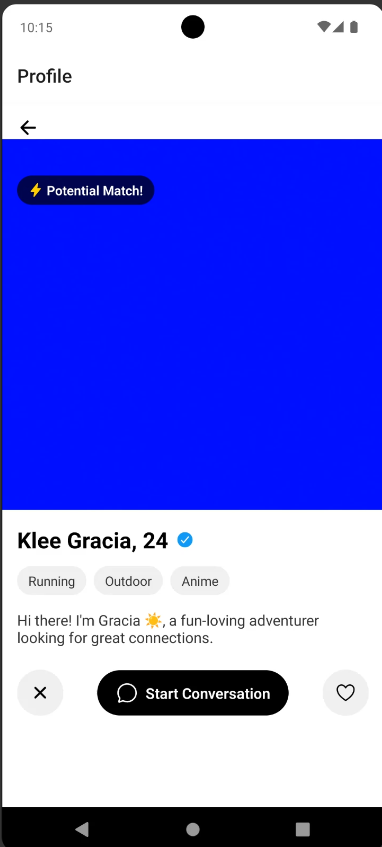 10:15
Profile
⚡ Potential Match!
Klee Gracia, 24
Running Outdoor Anime
Hi there! I'm Gracia ☀️, a fun-loving adventurer
looking for great connections.
Start Conversation